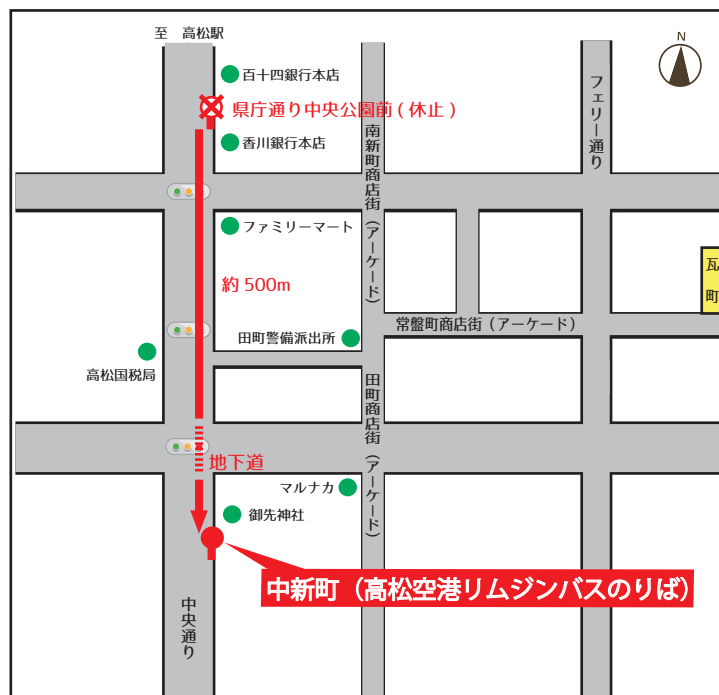 至 高松駅
N
百十四銀行本店
県庁通り中央公園前(休止)
香川銀行本店
南新町商店街(アーケード)
フェリー通り
ファミリーマート
約500m
瓦
町
常盤町商店街(アーケード)
田町警備派出所
高松国税局
田町商店街(アーケード)
地下道
マルナカ
御先神社
中新町(高松空港リムジンバスのりば)
中央通り